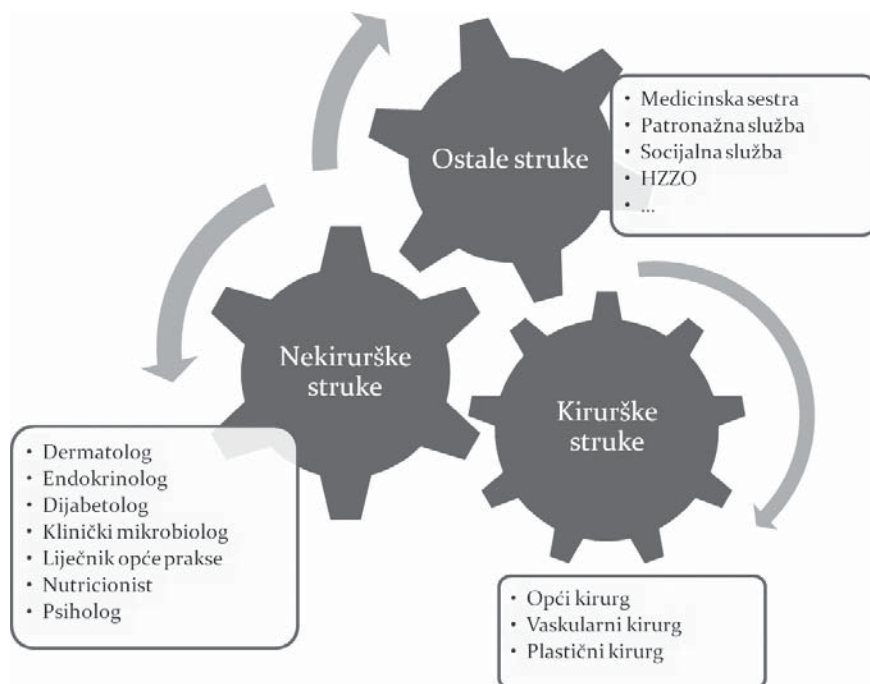 Ostale struke
• Medicinska sestra
• Patronažna služba
• Socijalna služba
• HZZO
• ...
Nekirurške
struke
• Dermatolog
• Endokrinolog
• Dijabetolog
• Klinički mikrobiolog
• Liječnik opće prakse
• Nutricionist
• Psiholog
Kirurške
struke
• Opći kirurg
• Vaskularni kirurg
• Plastični kirurg